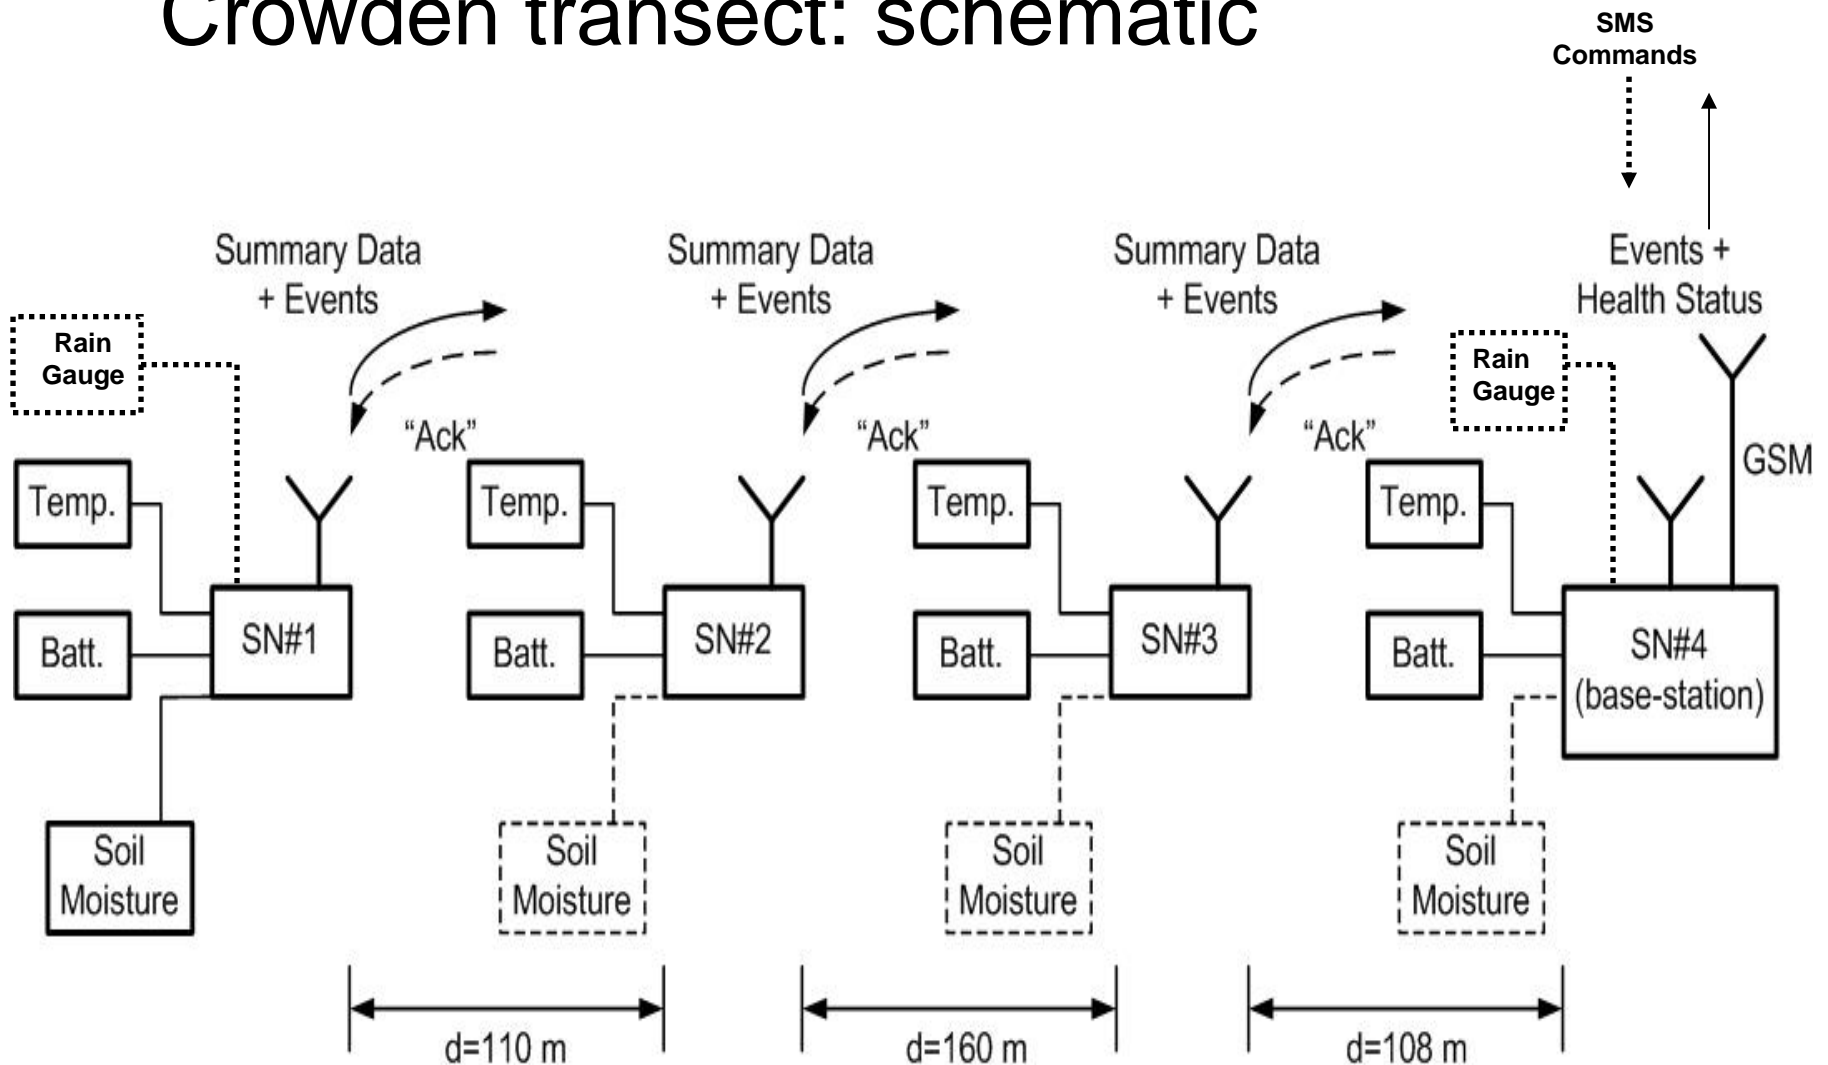 Crowden transect: schematic
SMS
Commands
Summary Data
+ Events
Summary Data
+ Events
Summary Data
+ Events
Events +
Health Status
Rain
Gauge
Rain
Gauge
“Ack”
“Ack”
“Ack”
GSM
Temp.
Temp.
Temp.
Temp.
Batt.
SN#1
Batt.
SN#2
Batt.
SN#3
Batt.
SN#4
(base-station)
Soil
Moisture
Soil
Moisture
Soil
Moisture
Soil
Moisture
d=110 m
d=160 m
d=108 m